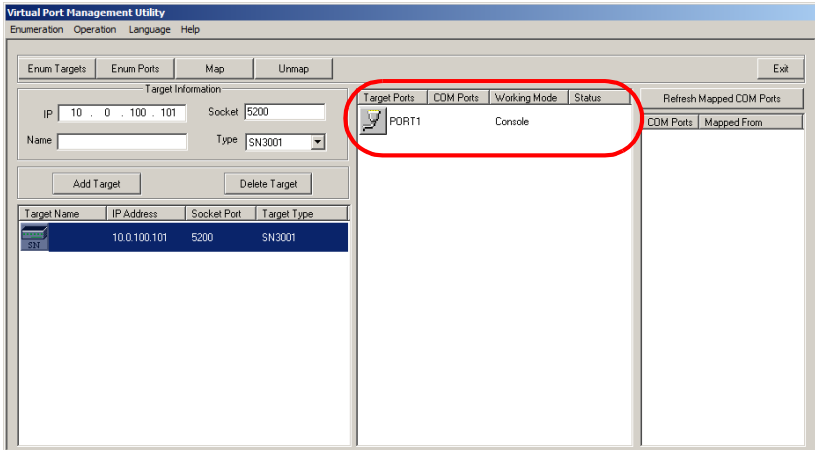 Virtual Port Management Utility
Enumeration Operation Language Help
Enum Targets Enum Ports Map Unmap Exit
Target Information
IP 10 . 0 . 100 . 101 Socket 5200
Name Type SN3001
Add Target Delete Target
Target Name IP Address Socket Port Target Type
SN 10.0.100.101 5200 SN3001
Target Ports COM Ports Working Mode Status
PORT1 Console
Refresh Mapped COM Ports
COM Ports Mapped From